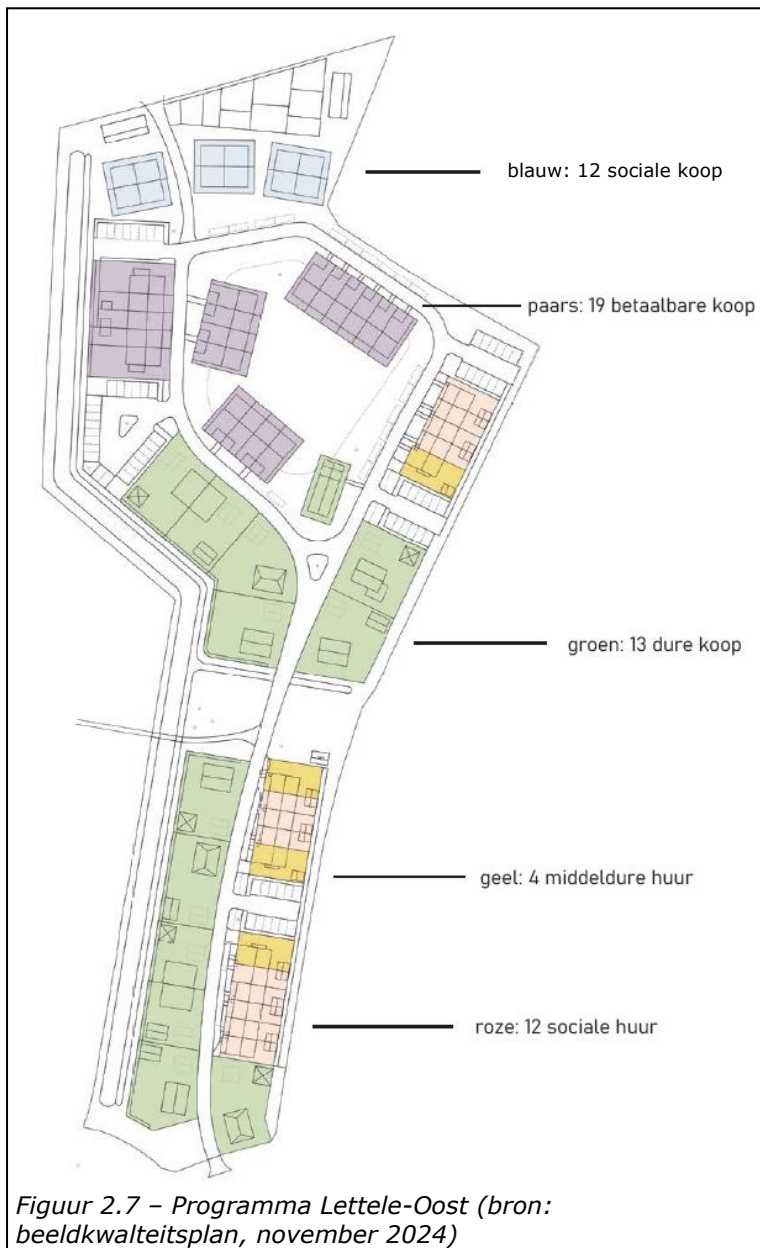 blauw: 12 sociale koop
paars: 19 betaalbare koop
groen: 13 dure koop
geel: 4 middeldure huur
roze: 12 sociale huur
Figuur 2.7 – Programma Lettele-Oost (bron:
beeldkwalteitsplan, november 2024)